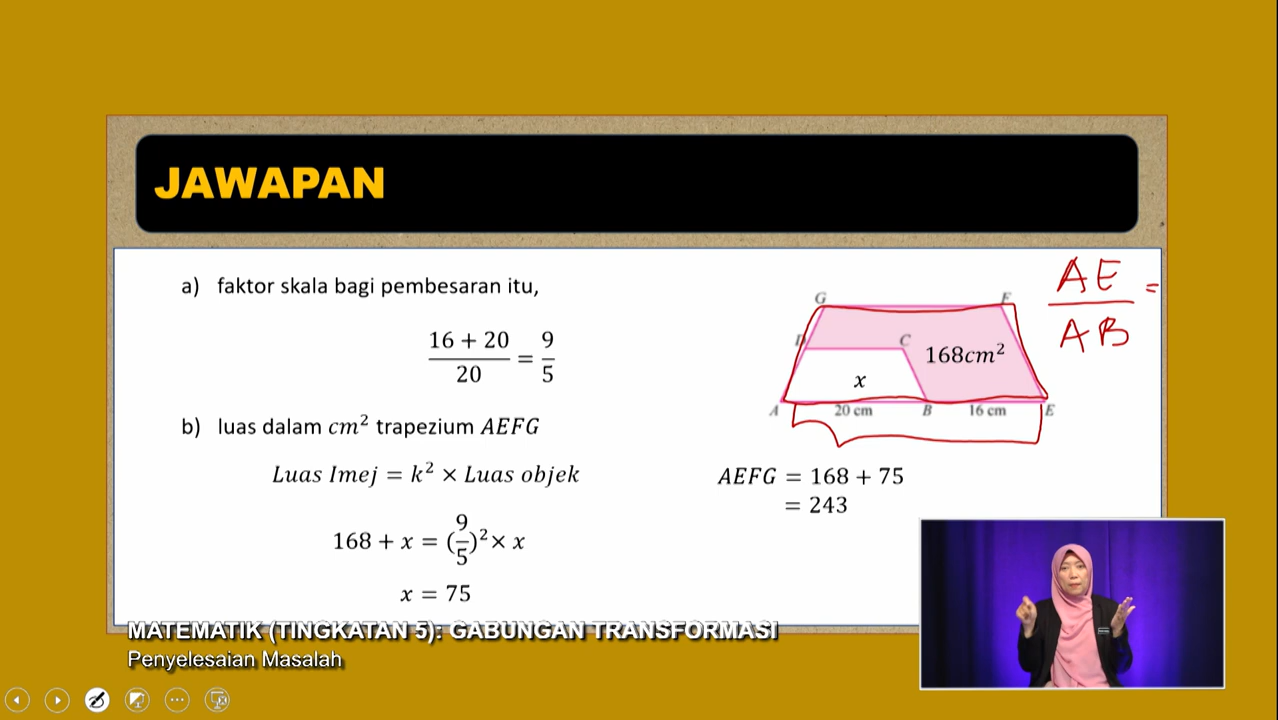 JAWAPAN
a) faktor skala bagi pembesaran itu,
16 + 20 / 20 = 9 / 5
b) luas dalam cm² trapezium AEFG
Luas Imej = k² × Luas objek
168 + x = (9/5)² × x
x = 75
G F
D C 168cm²
x
A 20 cm B 16 cm E
AE / AB =
AEFG = 168 + 75
= 243
MATEMATIK (TINGKATAN 5): GABUNGAN TRANSFORMASI
Penyelesaian Masalah